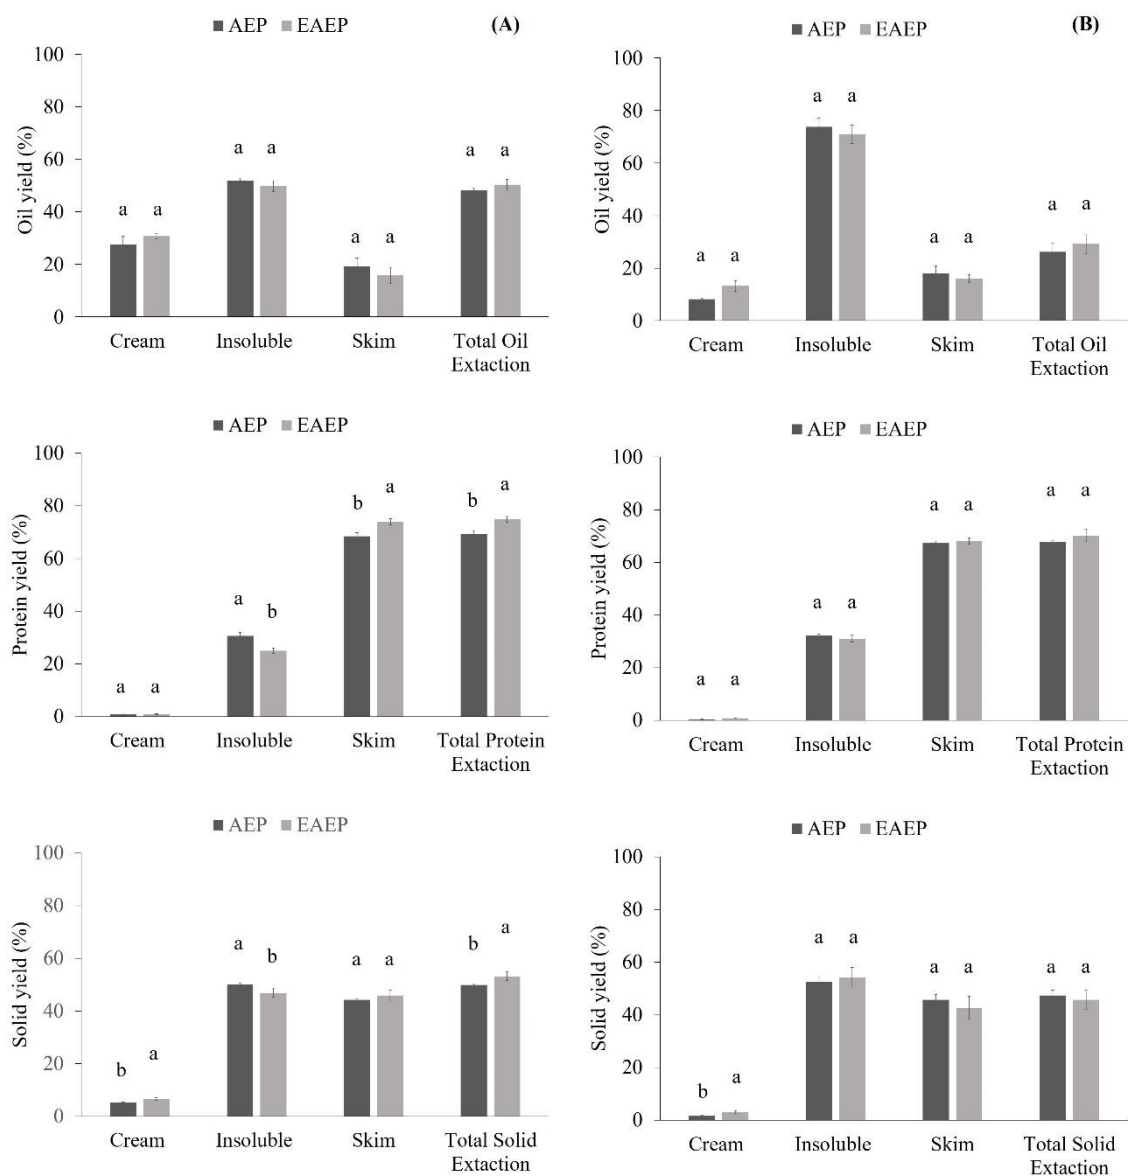 AEP EAEP (A)
Oil yield (%)
100
80
60
40
20
0
a a a a a a a a
Cream Insoluble Skim Total Oil
Extaction
AEP EAEP (B)
Oil yield (%)
100
80
60
40
20
0
a a a a a a a a
Cream Insoluble Skim Total Oil
Extaction
AEP EAEP
Protein yield (%)
100
80
60
40
20
0
a a a b b a b a
Cream Insoluble Skim Total Protein
Extaction
AEP EAEP
Protein yield (%)
100
80
60
40
20
0
a a a a a a a a
Cream Insoluble Skim Total Protein
Extaction
AEP EAEP
Solid yield (%)
100
80
60
40
20
0
b a a b a a b a
Cream Insoluble Skim Total Solid
Extaction
AEP EAEP
Solid yield (%)
100
80
60
40
20
0
b a a a a a a a
Cream Insoluble Skim Total Solid
Extaction